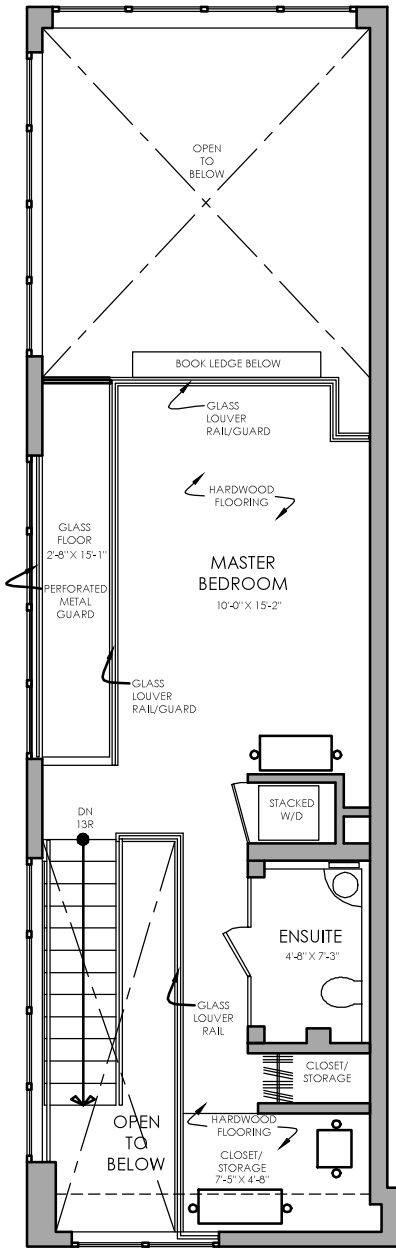 OPEN
TO
BELOW
BOOK LEDGE BELOW
GLASS
LOUVER
RAIL/GUARD
HARDWOOD
FLOORING
GLASS
FLOOR
2'-8" X 15'-1"
PERFORATED
METAL
GUARD
MASTER
BEDROOM
10'-0" X 15'-2"
GLASS
LOUVER
RAIL/GUARD
STACKED
W/D
DN
13R
ENSUITE
4'-8" X 7'-3"
GLASS
LOUVER
RAIL
CLOSET/
STORAGE
OPEN
TO
BELOW
HARDWOOD
FLOORING
CLOSET/
STORAGE
7'-5" X 4'-8"